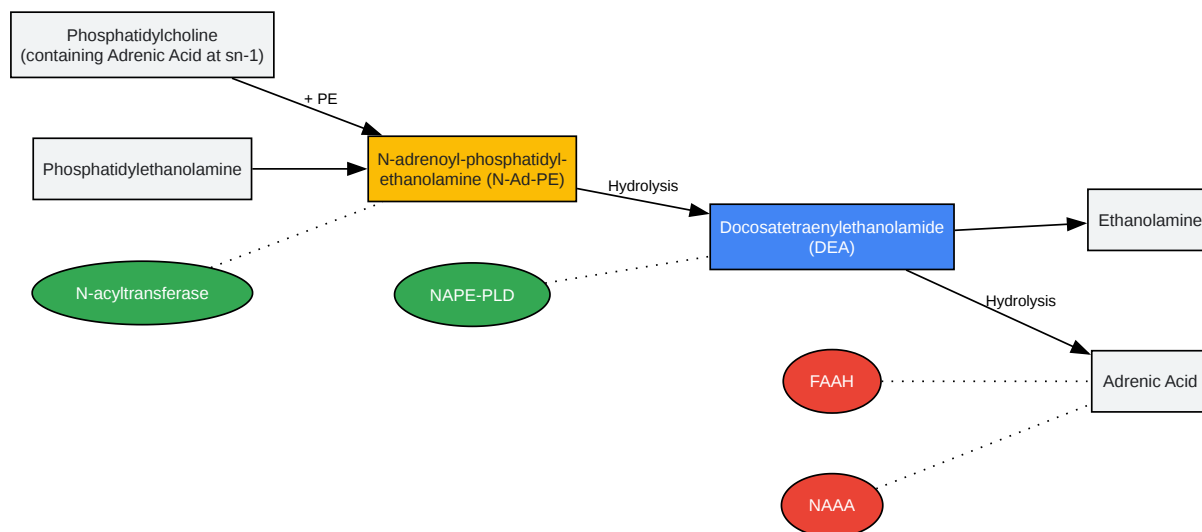 Phosphatidylcholine
(containing Adrenic Acid at sn-1)
+ PE
Phosphatidylethanolamine
N-adrenoyl-phosphatidyl-
ethanolamine (N-Ad-PE)
Hydrolysis
Docosatetraenylethanolamide
(DEA)
Ethanolamine
N-acyltransferase
NAPE-PLD
Hydrolysis
FAAH
Adrenic Acid
NAAA